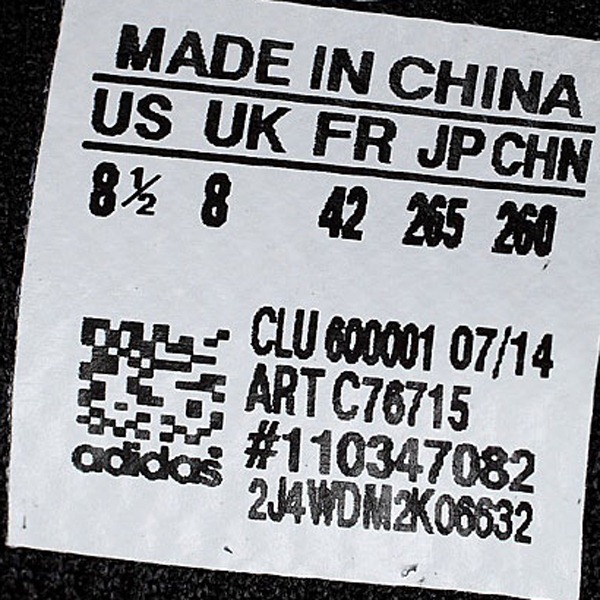 MADE IN CHINA
US UK FR JP CHN
8½ 8 42 265 260
CLU 600001 07/14
ART C76715
#110347082
adidas
2J4WDM2K06632